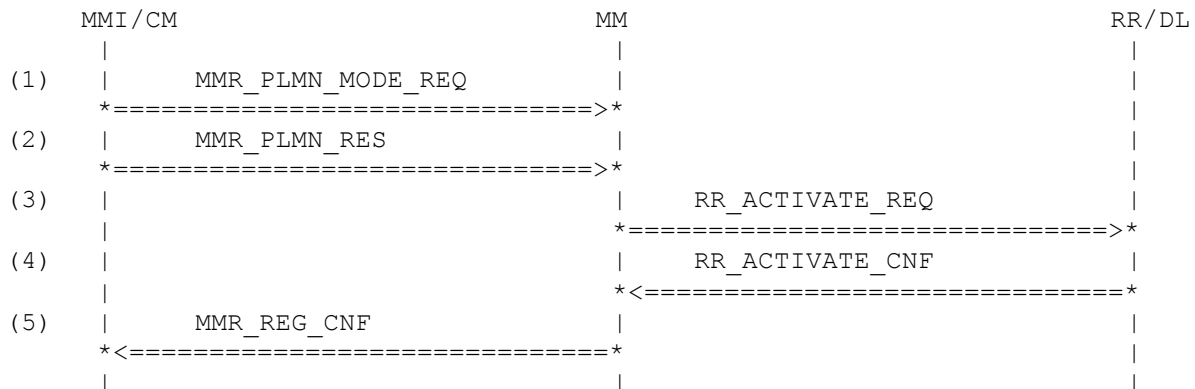 MMI/CM MM RR/DL
| | |
(1) | MMR_PLMN_MODE_REQ | |
*==============================>* |
(2) | MMR_PLMN_RES | |
*==============================>* |
(3) | | RR_ACTIVATE_REQ |
| *==============================>*
(4) | | RR_ACTIVATE_CNF |
| *<==============================*
(5) | MMR_REG_CNF | |
*<==============================* |
| | |